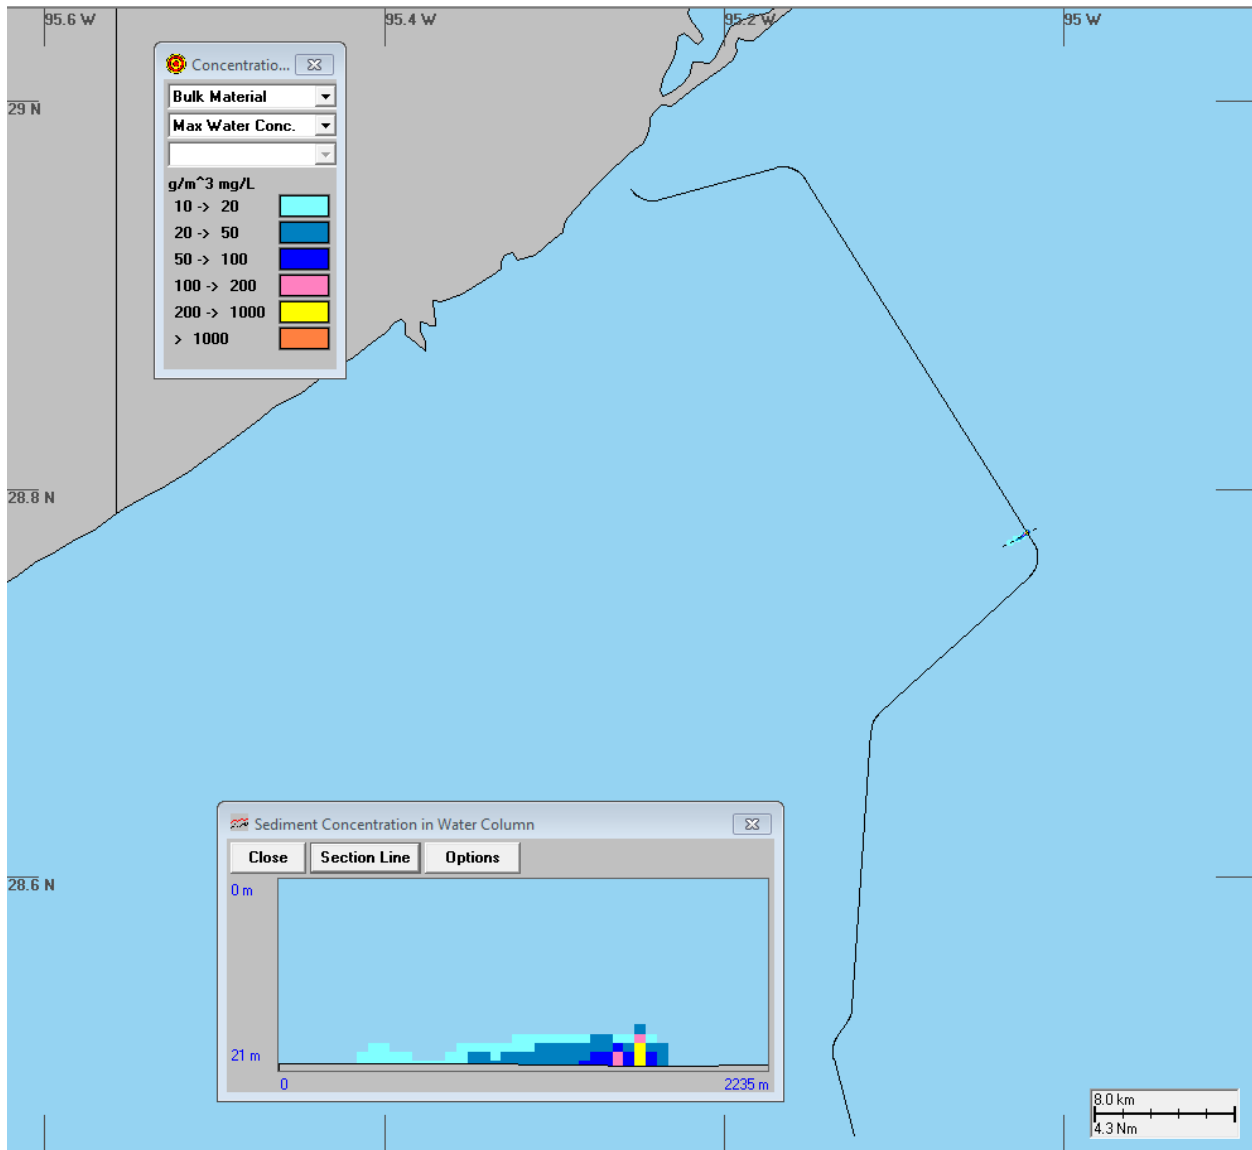 95.6 W
95.4 W
95.2 W
95 W
Concentratio...
Bulk Material
Max Water Conc.
g/m^3 mg/L
10 -> 20
20 -> 50
50 -> 100
100 -> 200
200 -> 1000
> 1000
29 N
28.8 N
28.6 N
Sediment Concentration in Water Column
Close Section Line Options
0 m
21 m
0 2235 m
8.0 km
4.3 Nm